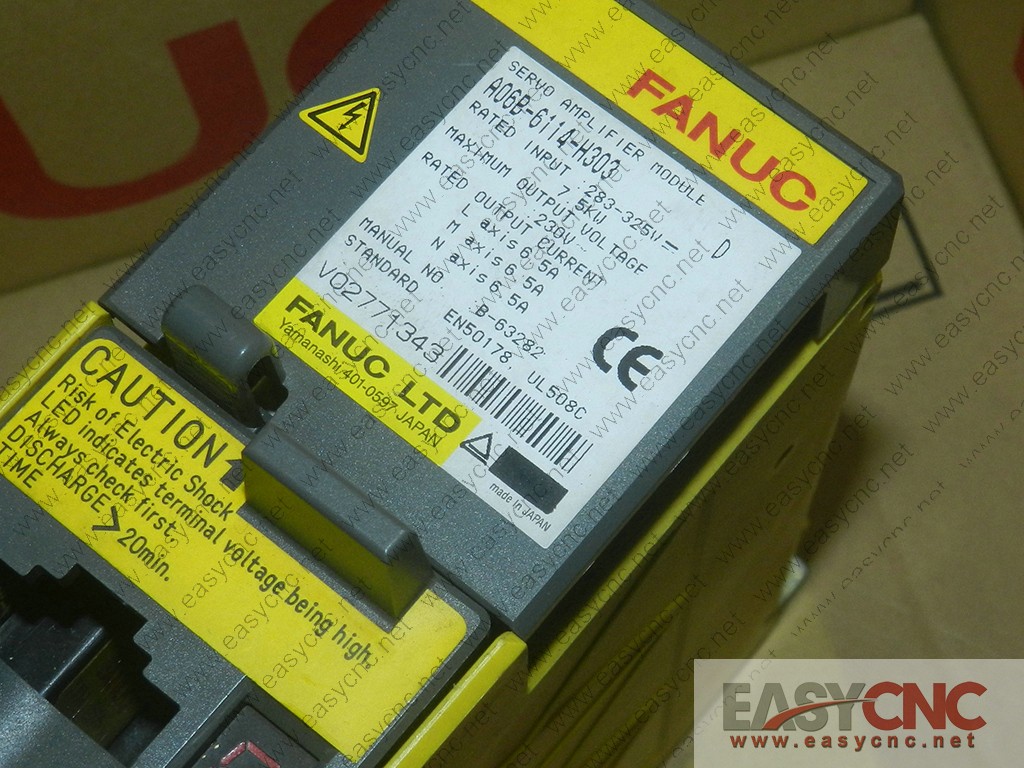 FANUC
SERVO AMPLIFIER MODULE
A06B-6114-H303 D
RATED INPUT : 283-325V⎓
7.5kW
MAXIMUM OUTPUT VOLTAGE
230V~
RATED OUTPUT CURRENT
L axis 6.5A
M axis 6.5A
N axis 6.5A
MANUAL NO. B-63282
STANDARD EN50178, UL508C
V02771343
CE
FANUC LTD
Yamanashi 401-0597 JAPAN
made in JAPAN
CAUTION
Risk of Electric Shock
LED indicates terminal voltage being high.
Always check first,
DISCHARGE > 20min.
TIME
EASYCNC
www.easycnc.net